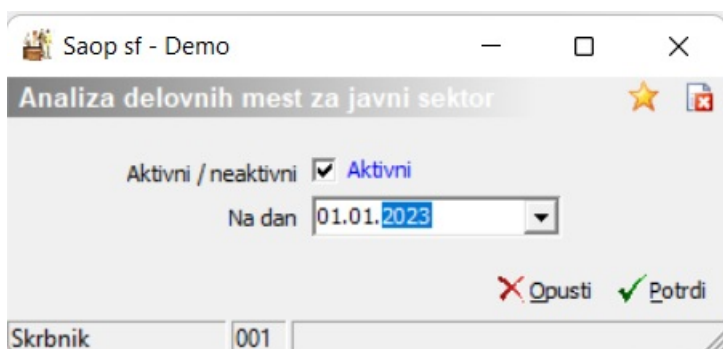 Saop sf - Demo
Analiza delovnih mest za javni sektor
Aktivni / neaktivni Aktivni
Na dan 01.01.2023
Opusti Potrdi
Skrbnik 001